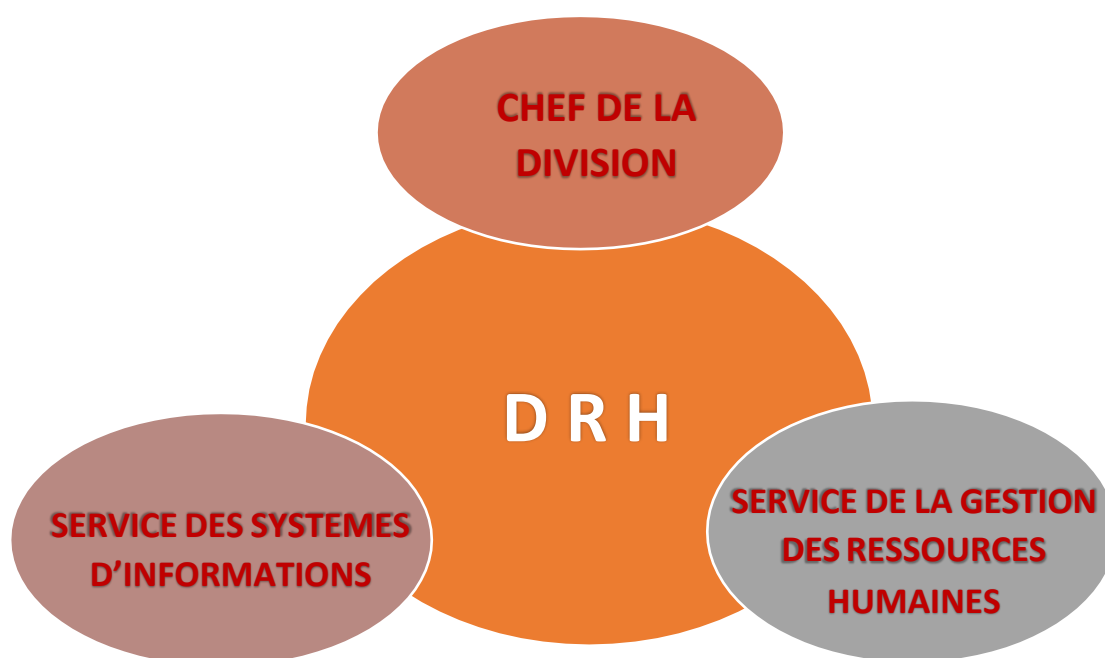 CHEF DE LA
DIVISION
D R H
SERVICE DES SYSTEMES
D’INFORMATIONS
SERVICE DE LA GESTION
DES RESSOURCES
HUMAINES